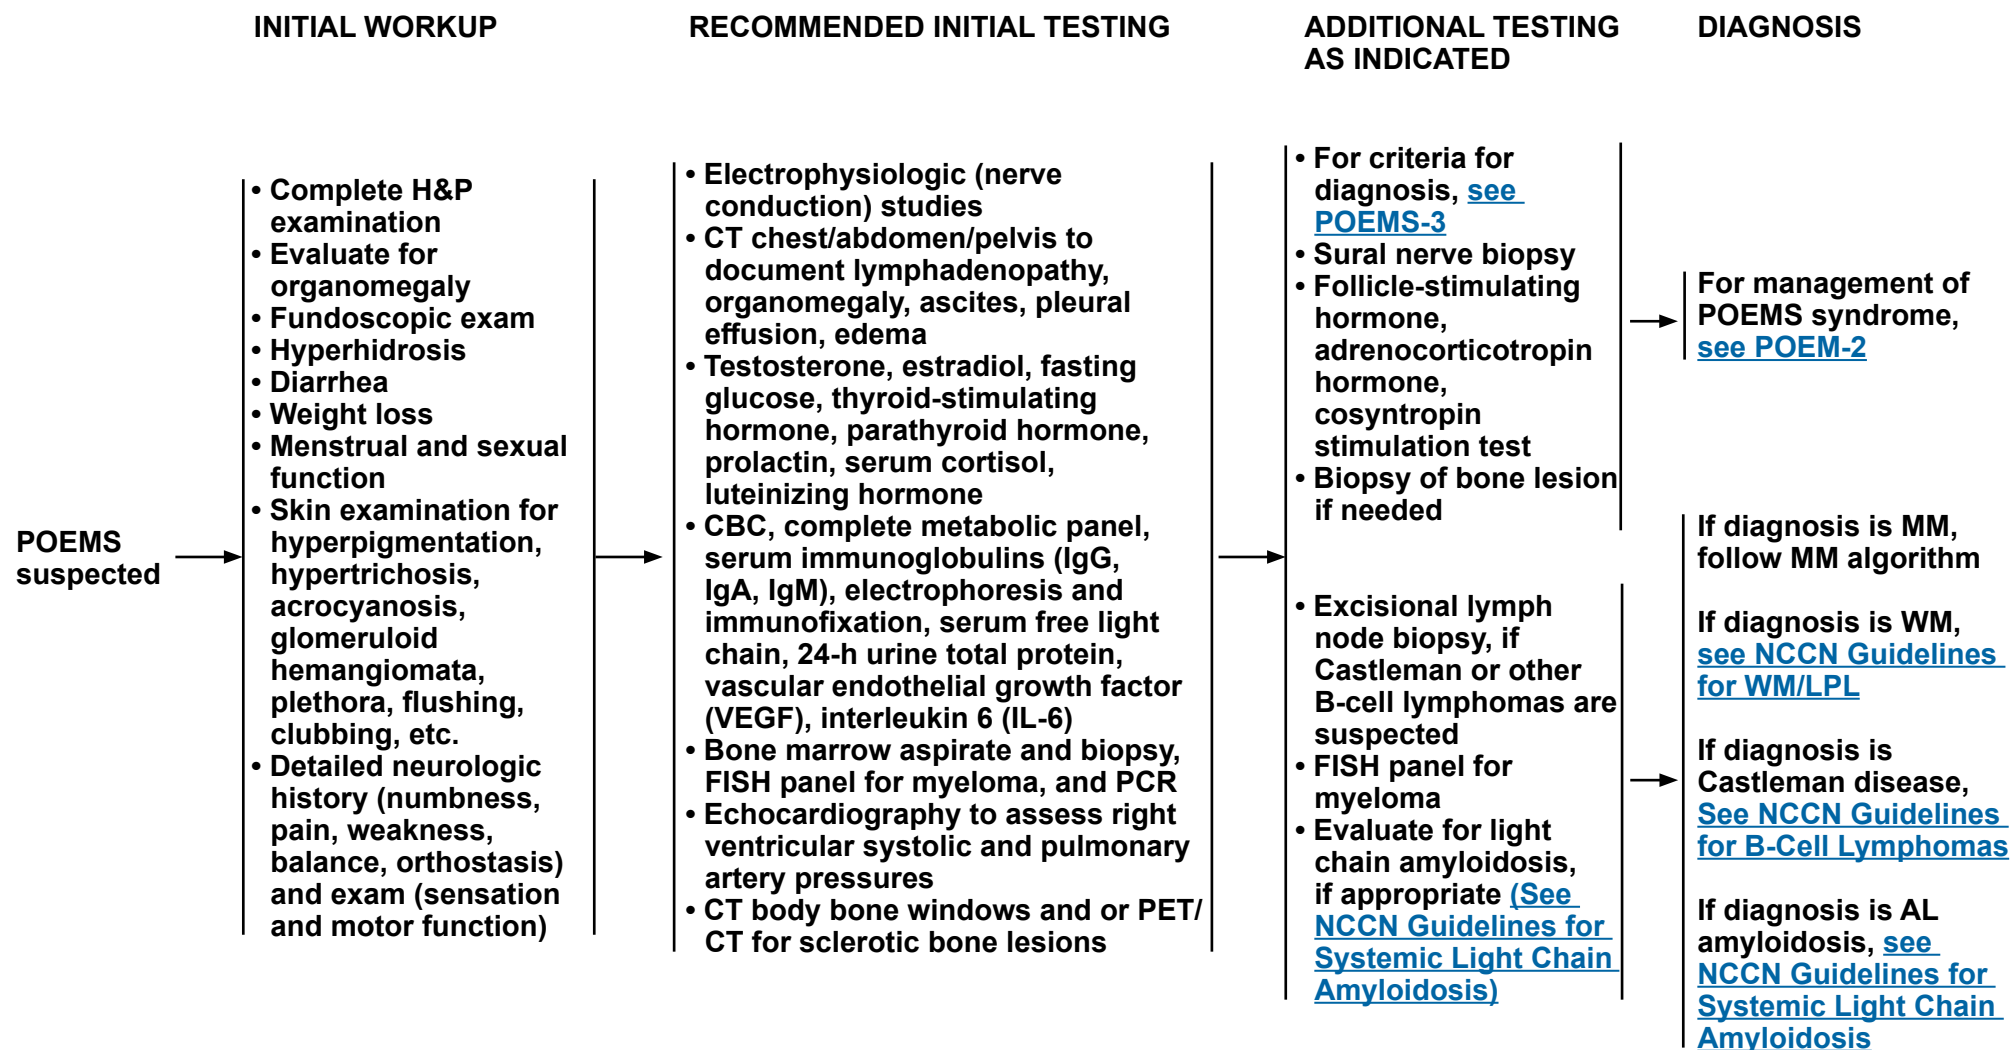 INITIAL WORKUP
RECOMMENDED INITIAL TESTING
ADDITIONAL TESTING
AS INDICATED
DIAGNOSIS
POEMS
suspected
• Complete H&P
examination
• Evaluate for
organomegaly
• Fundoscopic exam
• Hyperhidrosis
• Diarrhea
• Weight loss
• Menstrual and sexual
function
• Skin examination for
hyperpigmentation,
hypertrichosis,
acrocyanosis,
glomeruloid
hemangiomata,
plethora, flushing,
clubbing, etc.
• Detailed neurologic
history (numbness,
pain, weakness,
balance, orthostasis)
and exam (sensation
and motor function)
• Electrophysiologic (nerve
conduction) studies
• CT chest/abdomen/pelvis to
document lymphadenopathy,
organomegaly, ascites, pleural
effusion, edema
• Testosterone, estradiol, fasting
glucose, thyroid-stimulating
hormone, parathyroid hormone,
prolactin, serum cortisol,
luteinizing hormone
• CBC, complete metabolic panel,
serum immunoglobulins (IgG,
IgA, IgM), electrophoresis and
immunofixation, serum free light
chain, 24-h urine total protein,
vascular endothelial growth factor
(VEGF), interleukin 6 (IL-6)
• Bone marrow aspirate and biopsy,
FISH panel for myeloma, and PCR
• Echocardiography to assess right
ventricular systolic and pulmonary
artery pressures
• CT body bone windows and or PET/
CT for sclerotic bone lesions
• For criteria for
diagnosis, see
POEMS-3
• Sural nerve biopsy
• Follicle-stimulating
hormone,
adrenocorticotropin
hormone,
cosyntropin
stimulation test
• Biopsy of bone lesion
if needed
• Excisional lymph
node biopsy, if
Castleman or other
B-cell lymphomas are
suspected
• FISH panel for
myeloma
• Evaluate for light
chain amyloidosis,
if appropriate (See
NCCN Guidelines for
Systemic Light Chain
Amyloidosis)
For management of
POEMS syndrome,
see POEM-2
If diagnosis is MM,
follow MM algorithm
If diagnosis is WM,
see NCCN Guidelines
for WM/LPL
If diagnosis is
Castleman disease,
See NCCN Guidelines
for B-Cell Lymphomas
If diagnosis is AL
amyloidosis, see
NCCN Guidelines for
Systemic Light Chain
Amyloidosis